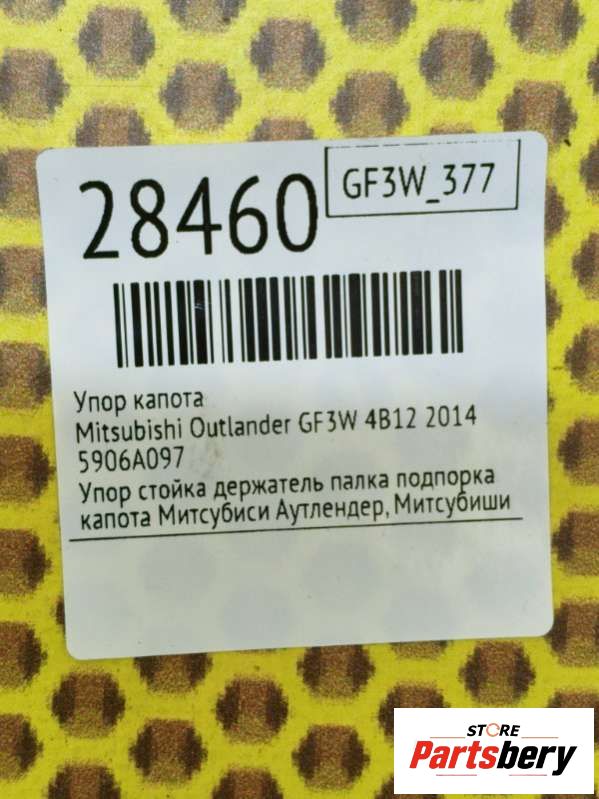 28460
GF3W_377
Упор капота
Mitsubishi Outlander GF3W 4B12 2014
5906A097
Упор стойка держатель палка подпорка
капота Митсубиси Аутлендер, Митсубиши
STORE
Partsbery